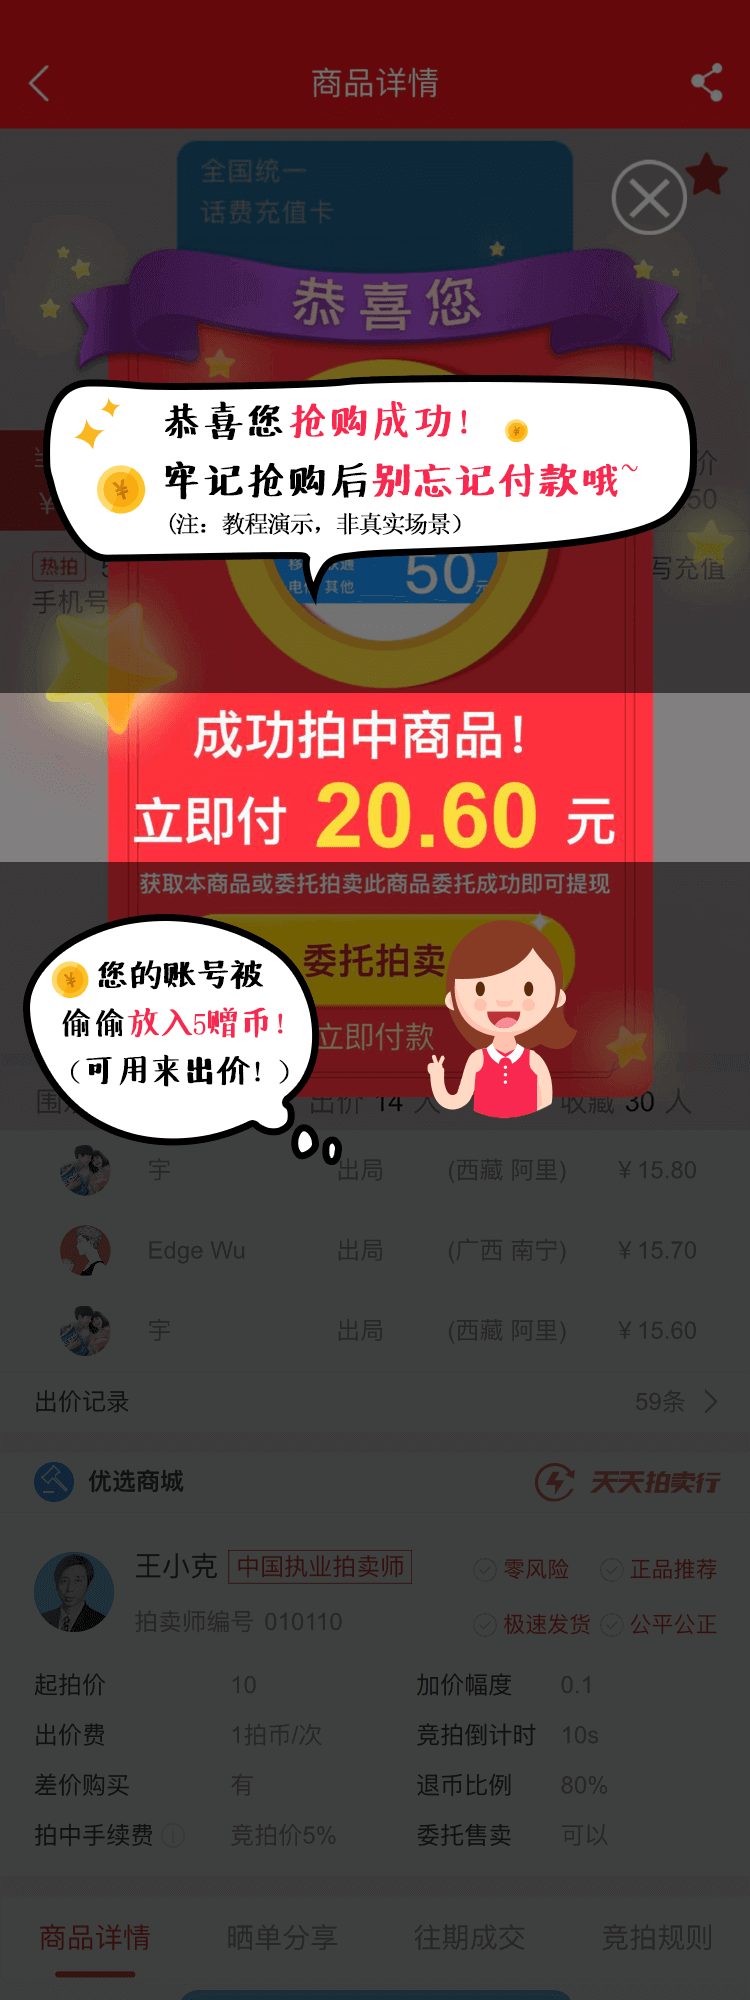 商品详情
全国统一
话费充值卡
恭喜您
恭喜您抢购成功!
牢记抢购后别忘记付款哦~
(注：教程演示，非真实场景)
价
¥
50
热拍
写充值
手机号
电信 其他 50元
成功拍中商品!
立即付 20.60 元
获取本商品或委托拍卖此商品委托成功即可提现
委托拍卖
立即付款
您的账号被
偷偷放入5赠币!
(可用来出价!)
围 出价 14 人 收藏 30 人
宇 出局 (西藏 阿里) ¥15.80
Edge Wu 出局 (广西 南宁) ¥15.70
宇 出局 (西藏 阿里) ¥15.60
出价记录 59条
优选商城 天天拍卖行
王小克 中国执业拍卖师 零风险 正品推荐
拍卖师编号 010110 极速发货 公平公正
起拍价 10 加价幅度 0.1
出价费 1拍币/次 竞拍倒计时 10s
差价购买 有 退币比例 80%
拍中手续费 竞拍价5% 委托售卖 可以
商品详情 晒单分享 往期成交 竞拍规则